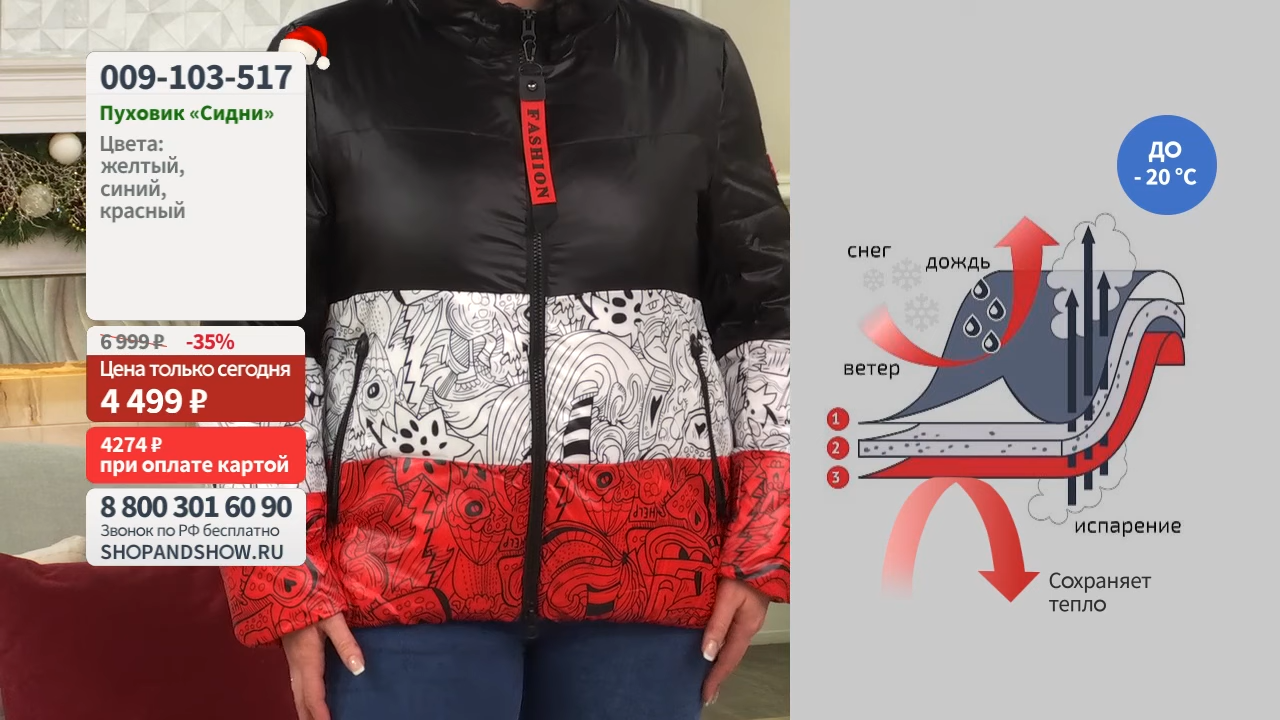 009-103-517
Пуховик «Сидни»
Цвета:
желтый,
синий,
красный
6 999 ₽ -35%
Цена только сегодня
4 499 ₽
4274 ₽
при оплате картой
8 800 301 60 90
Звонок по РФ бесплатно
SHOPANDSHOW.RU
FASHION
ДО
- 20 °C
снег
дождь
ветер
1
2
3
испарение
Сохраняет
тепло